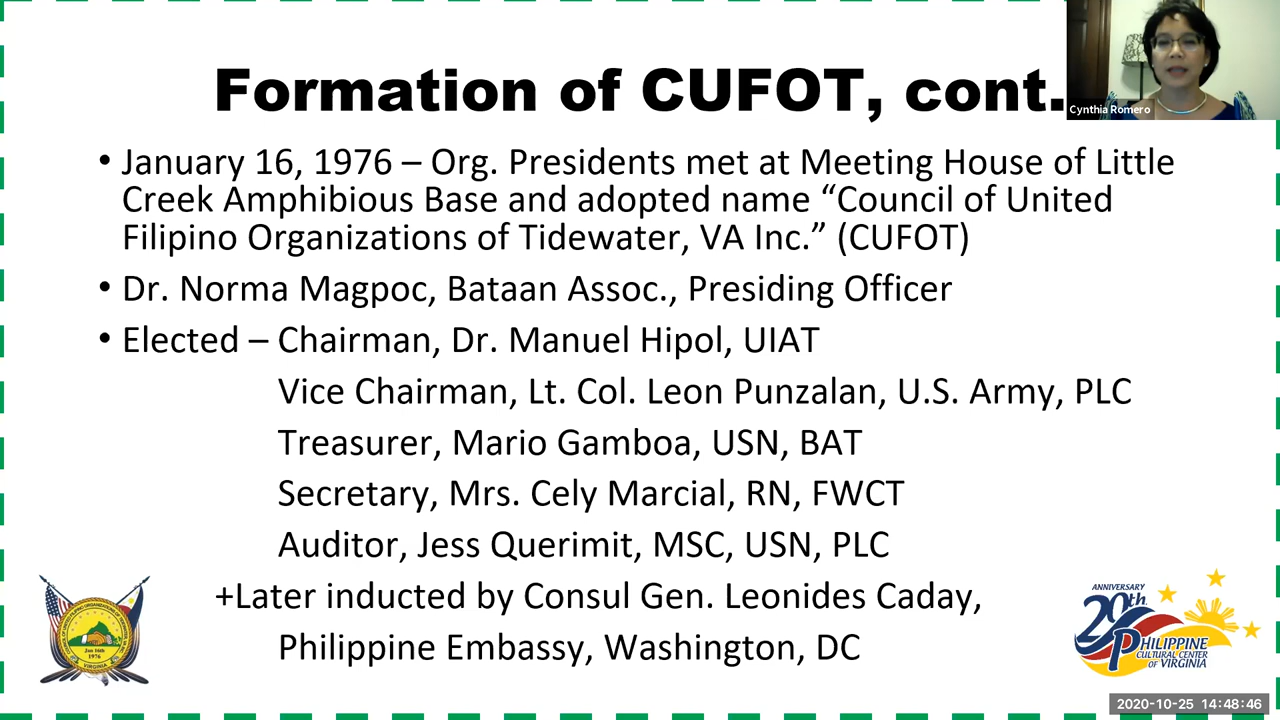 Formation of CUFOT, cont.
Cynthia Romero
• January 16, 1976 – Org. Presidents met at Meeting House of Little
Creek Amphibious Base and adopted name “Council of United
Filipino Organizations of Tidewater, VA Inc.” (CUFOT)
• Dr. Norma Magpoc, Bataan Assoc., Presiding Officer
• Elected – Chairman, Dr. Manuel Hipol, UIAT
Vice Chairman, Lt. Col. Leon Punzalan, U.S. Army, PLC
Treasurer, Mario Gamboa, USN, BAT
Secretary, Mrs. Cely Marcial, RN, FWCT
Auditor, Jess Querimit, MSC, USN, PLC
+Later inducted by Consul Gen. Leonides Caday,
Philippine Embassy, Washington, DC
Jan 16th
1976
VIRGINIA
ANNIVERSARY
20th
PHILIPPINE
CULTURAL CENTER
OF VIRGINIA
2020-10-25 14:48:46